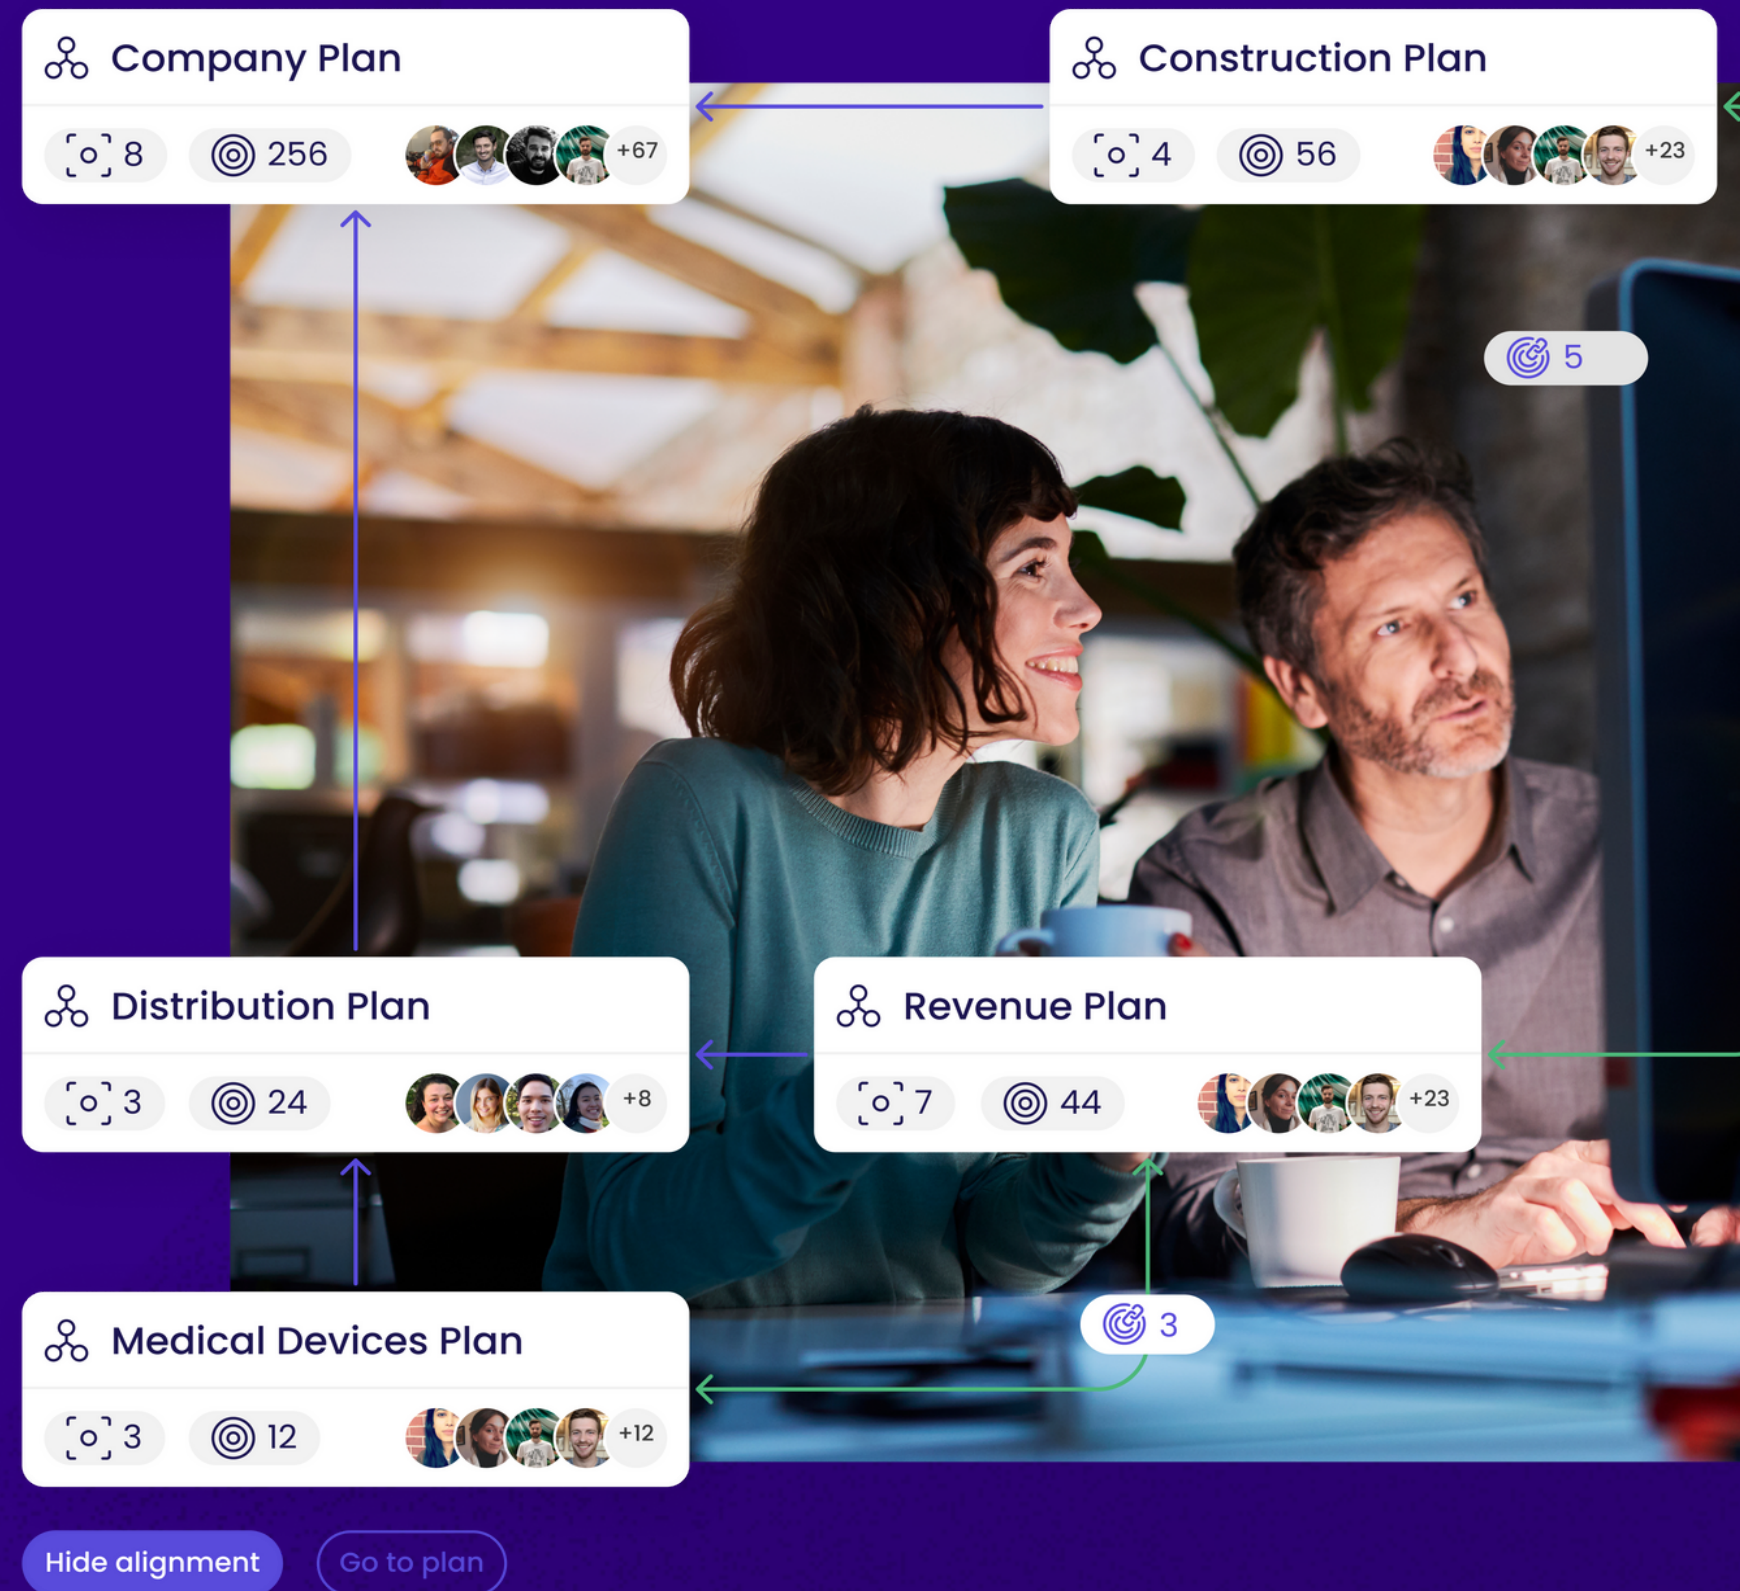 Company Plan
8 256 +67
Construction Plan
4 56 +23
5
Distribution Plan
3 24 +8
Revenue Plan
7 44 +23
3
Medical Devices Plan
3 12 +12
Hide alignment
Go to plan